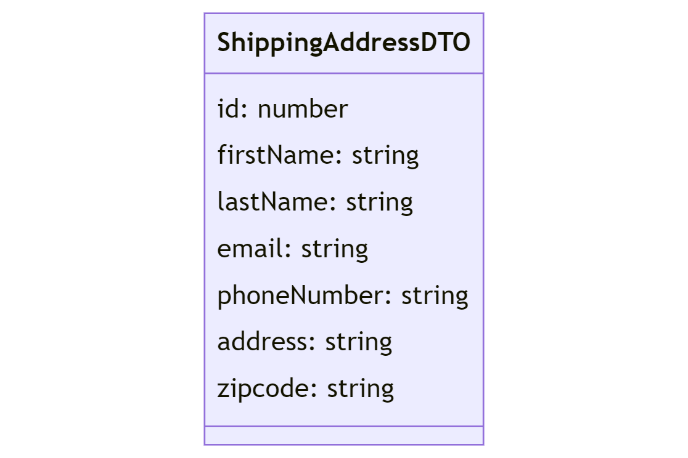 ShippingAddressDTO
id: number
firstName: string
lastName: string
email: string
phoneNumber: string
address: string
zipcode: string